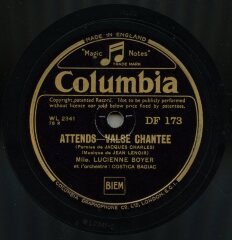 MADE IN ENGLAND
"Magic Notes"
TRADE MARK
Columbia
Copyright, patented Record. Not to be publicly performed
without licence nor sold below price fixed by patentees.
WL 2341
DF 173
ATTENDS—VALSE CHANTEE
(Paroles de JACQUES CHARLES)
(Musique de JEAN LENOIR)
Mlle. LUCIENNE BOYER
et l'orchestre: COSTICA BAGIAC
BIEM
COLUMBIA GRAPHOPHONE CO. LTD, LONDON, E.C.1.